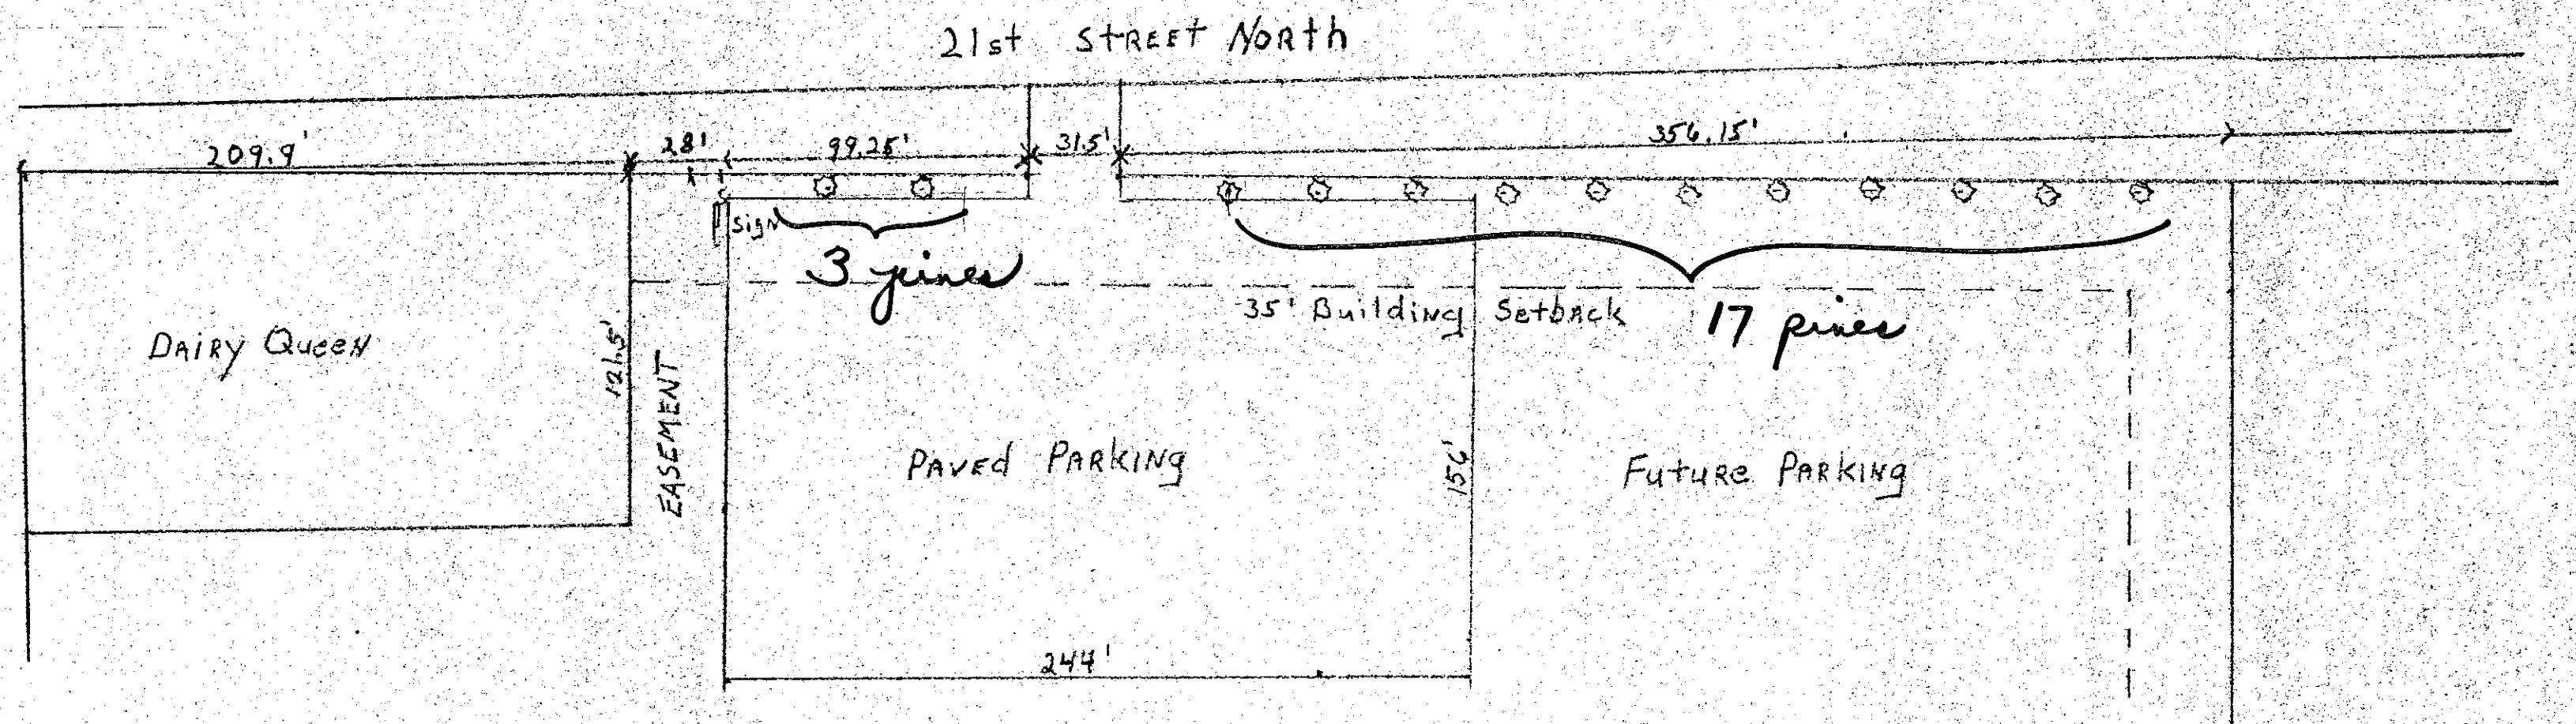 21st STREET NORTH
209.9'
28'
99.25'
31.5'
356.15'
SigN
3 pines
17 pines
35' Building Setback
DAIRY QUEEN
121.5'
EASEMENT
PAVED PARKING
156'
Future PARKING
244'